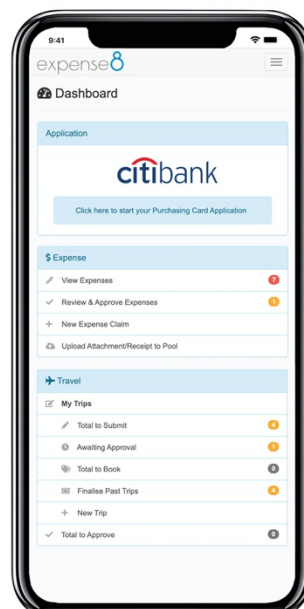 9:41
expense8
Dashboard
Application
citibank
Click here to start your Purchasing Card Application
$ Expense
View Expenses 7
Review & Approve Expenses 1
New Expense Claim
Upload Attachment/Receipt to Pool
Travel
My Trips
Total to Submit 4
Awaiting Approval 1
Total to Book 0
Finalise Past Trips 4
New Trip
Total to Approve 0